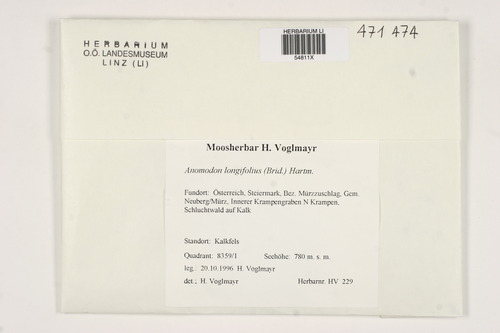 HERBARIUM
O.Ö. LANDESMUSEUM
LINZ (LI)
HERBARIUM LI
54811X
471 474
Moosherbar H. Voglmayr
Anomodon longifolius (Brid.) Hartm.
Fundort: Österreich, Steiermark, Bez. Mürzzuschlag, Gem.
Neuberg/Mürz, Innerer Krampengraben N Krampen,
Schluchtwald auf Kalk
Standort: Kalkfels
Quadrant: 8359/1 Seehöhe: 780 m. s. m.
leg.: 20.10.1996 H. Voglmayr
det.: H. Voglmayr Herbarnr. HV 229